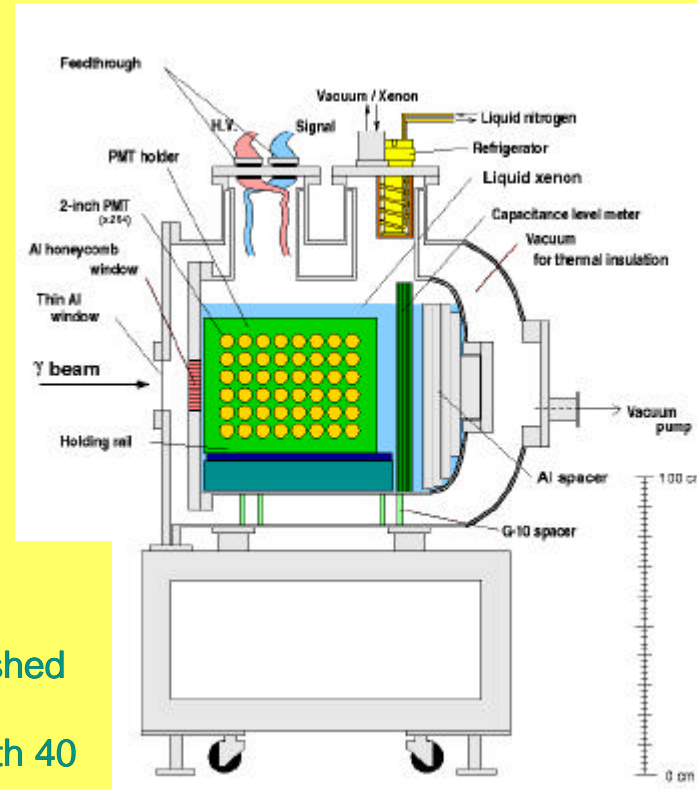 Feedthrough
Vacuum / Xenon
H.V.
Signal
Liquid nitrogen
PMT holder
Refrigerator
Liquid xenon
2-inch PMT
(x264)
Capacitance level meter
Al honeycomb
window
Vacuum
for thermal insulation
Thin Al
window
γ beam
Vacuum
pump
Holding rail
Al spacer
100 cm
G-10 spacer
shed
th 40
0 cm